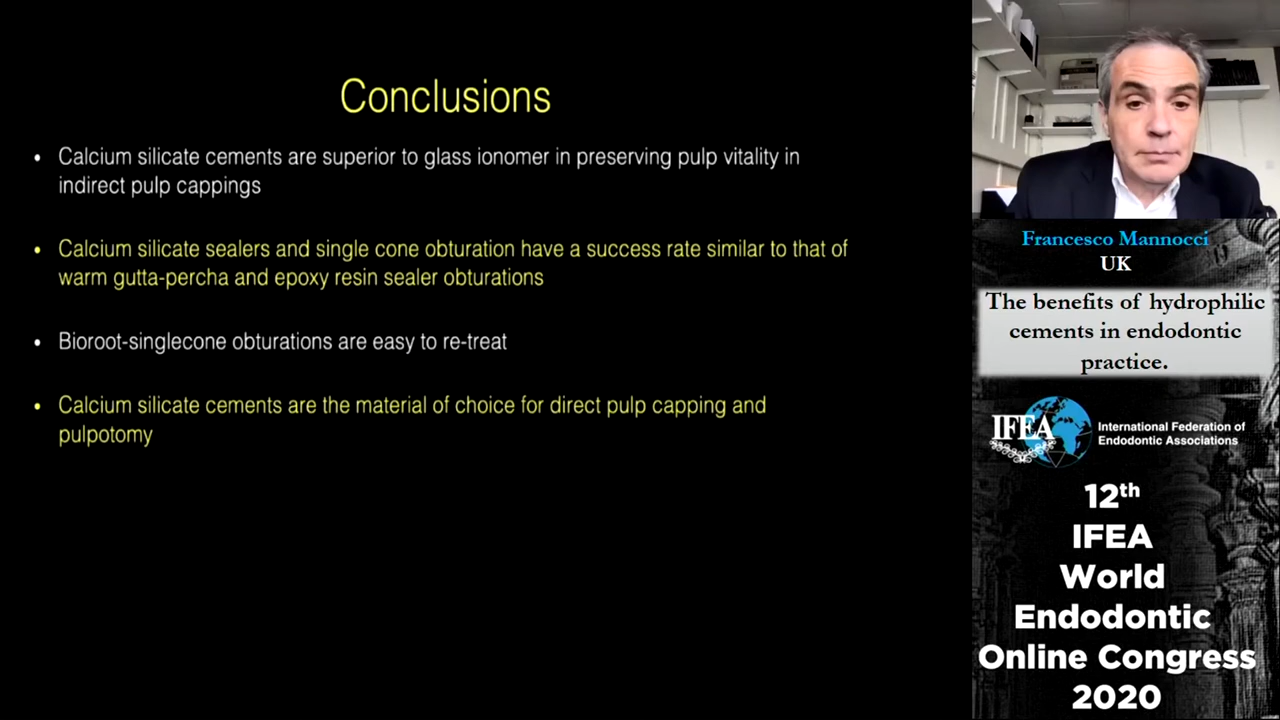 Conclusions
• Calcium silicate cements are superior to glass ionomer in preserving pulp vitality in
indirect pulp cappings
• Calcium silicate sealers and single cone obturation have a success rate similar to that of
warm gutta-percha and epoxy resin sealer obturations
• Bioroot-singlecone obturations are easy to re-treat
• Calcium silicate cements are the material of choice for direct pulp capping and
pulpotomy
Francesco Mannocci
UK
The benefits of hydrophilic
cements in endodontic
practice.
IFEA
International Federation of
Endodontic Associations
12th
IFEA
World
Endodontic
Online Congress
2020